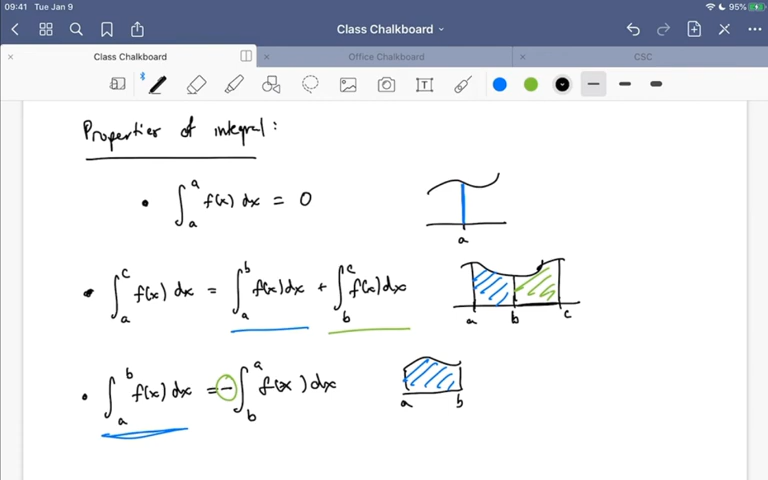 09:41 Tue Jan 9
95%
Class Chalkboard
Class Chalkboard
Office Chalkboard
CSC
Properties of integral:
• ∫_a^a f(x) dx = 0
a
• ∫_a^c f(x) dx = ∫_a^b f(x) dx + ∫_b^c f(x) dx
a b c
• ∫_a^b f(x) dx = - ∫_b^a f(x) dx
a b